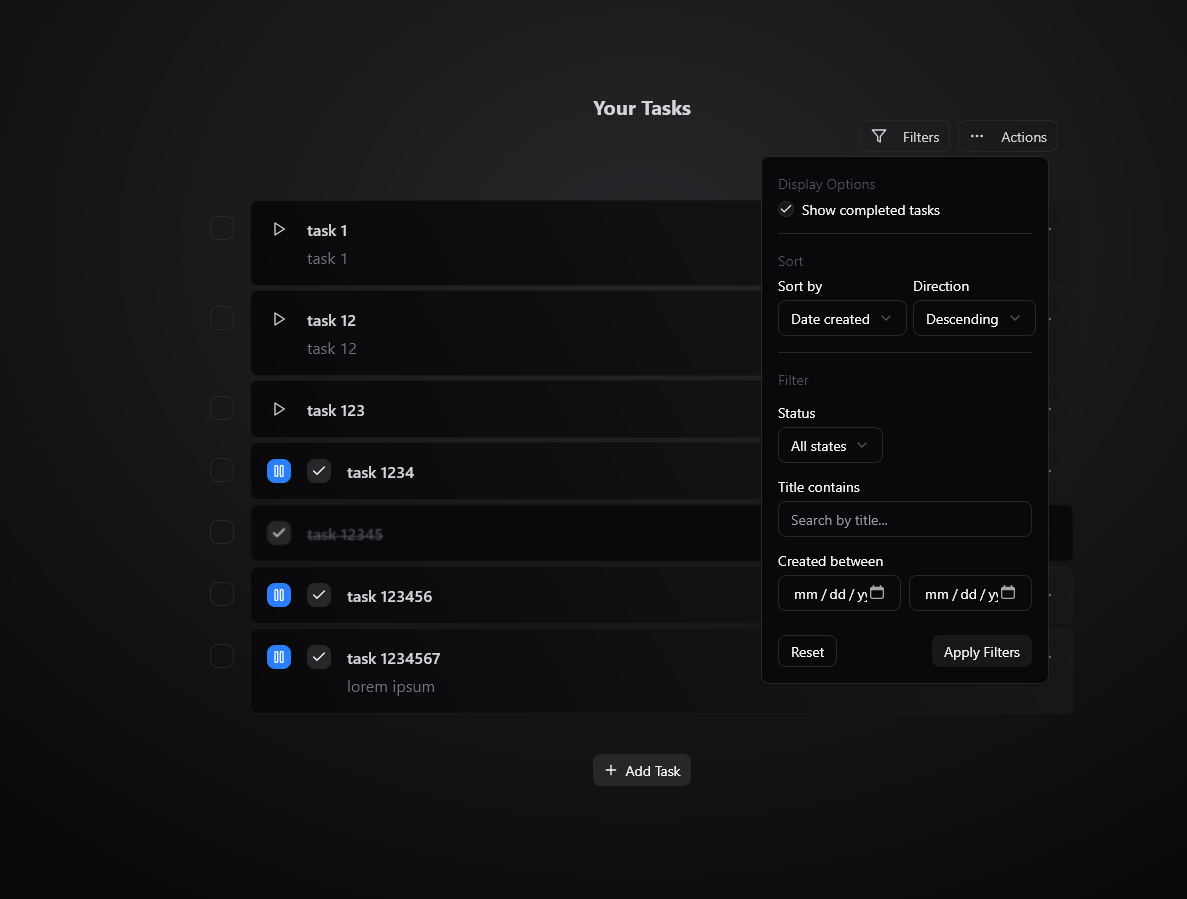 Your Tasks
Filters
Actions
Display Options
Show completed tasks
Sort
Sort by
Direction
Date created
Descending
Filter
Status
All states
Title contains
Search by title...
Created between
mm / dd / yy
mm / dd / yy
Reset
Apply Filters
task 1
task 1
task 12
task 12
task 123
task 1234
task 12345
task 123456
task 1234567
lorem ipsum
Add Task